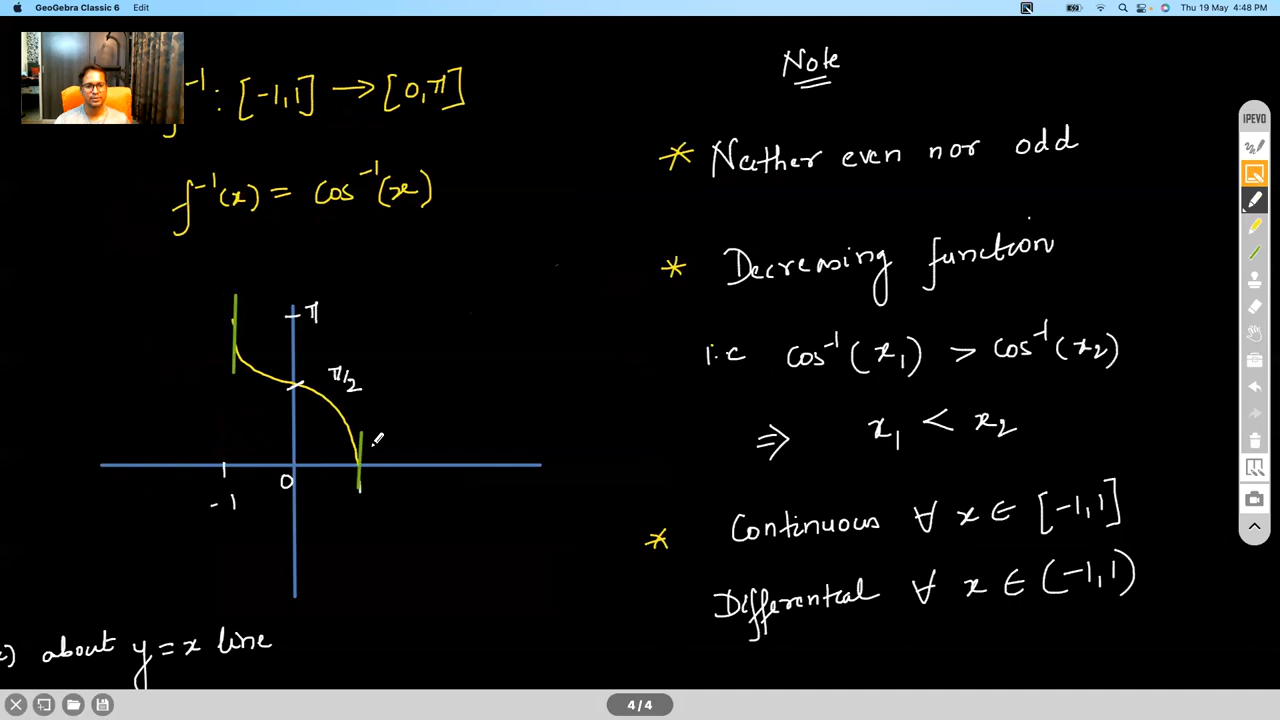 GeoGebra Classic 6 Edit
Thu 19 May 4:48 PM
⁻¹ : [-1,1] → [0,π]
f⁻¹(x) = cos⁻¹(x)
π
π/2
0
-1
) about y = x line
Note
* Neither even nor odd
* Decreasing function
i.e cos⁻¹(x₁) > cos⁻¹(x₂)
⇒ x₁ < x₂
* Continuous ∀ x ∈ [-1,1]
Differential ∀ x ∈ (-1,1)
IPEVO
4/4